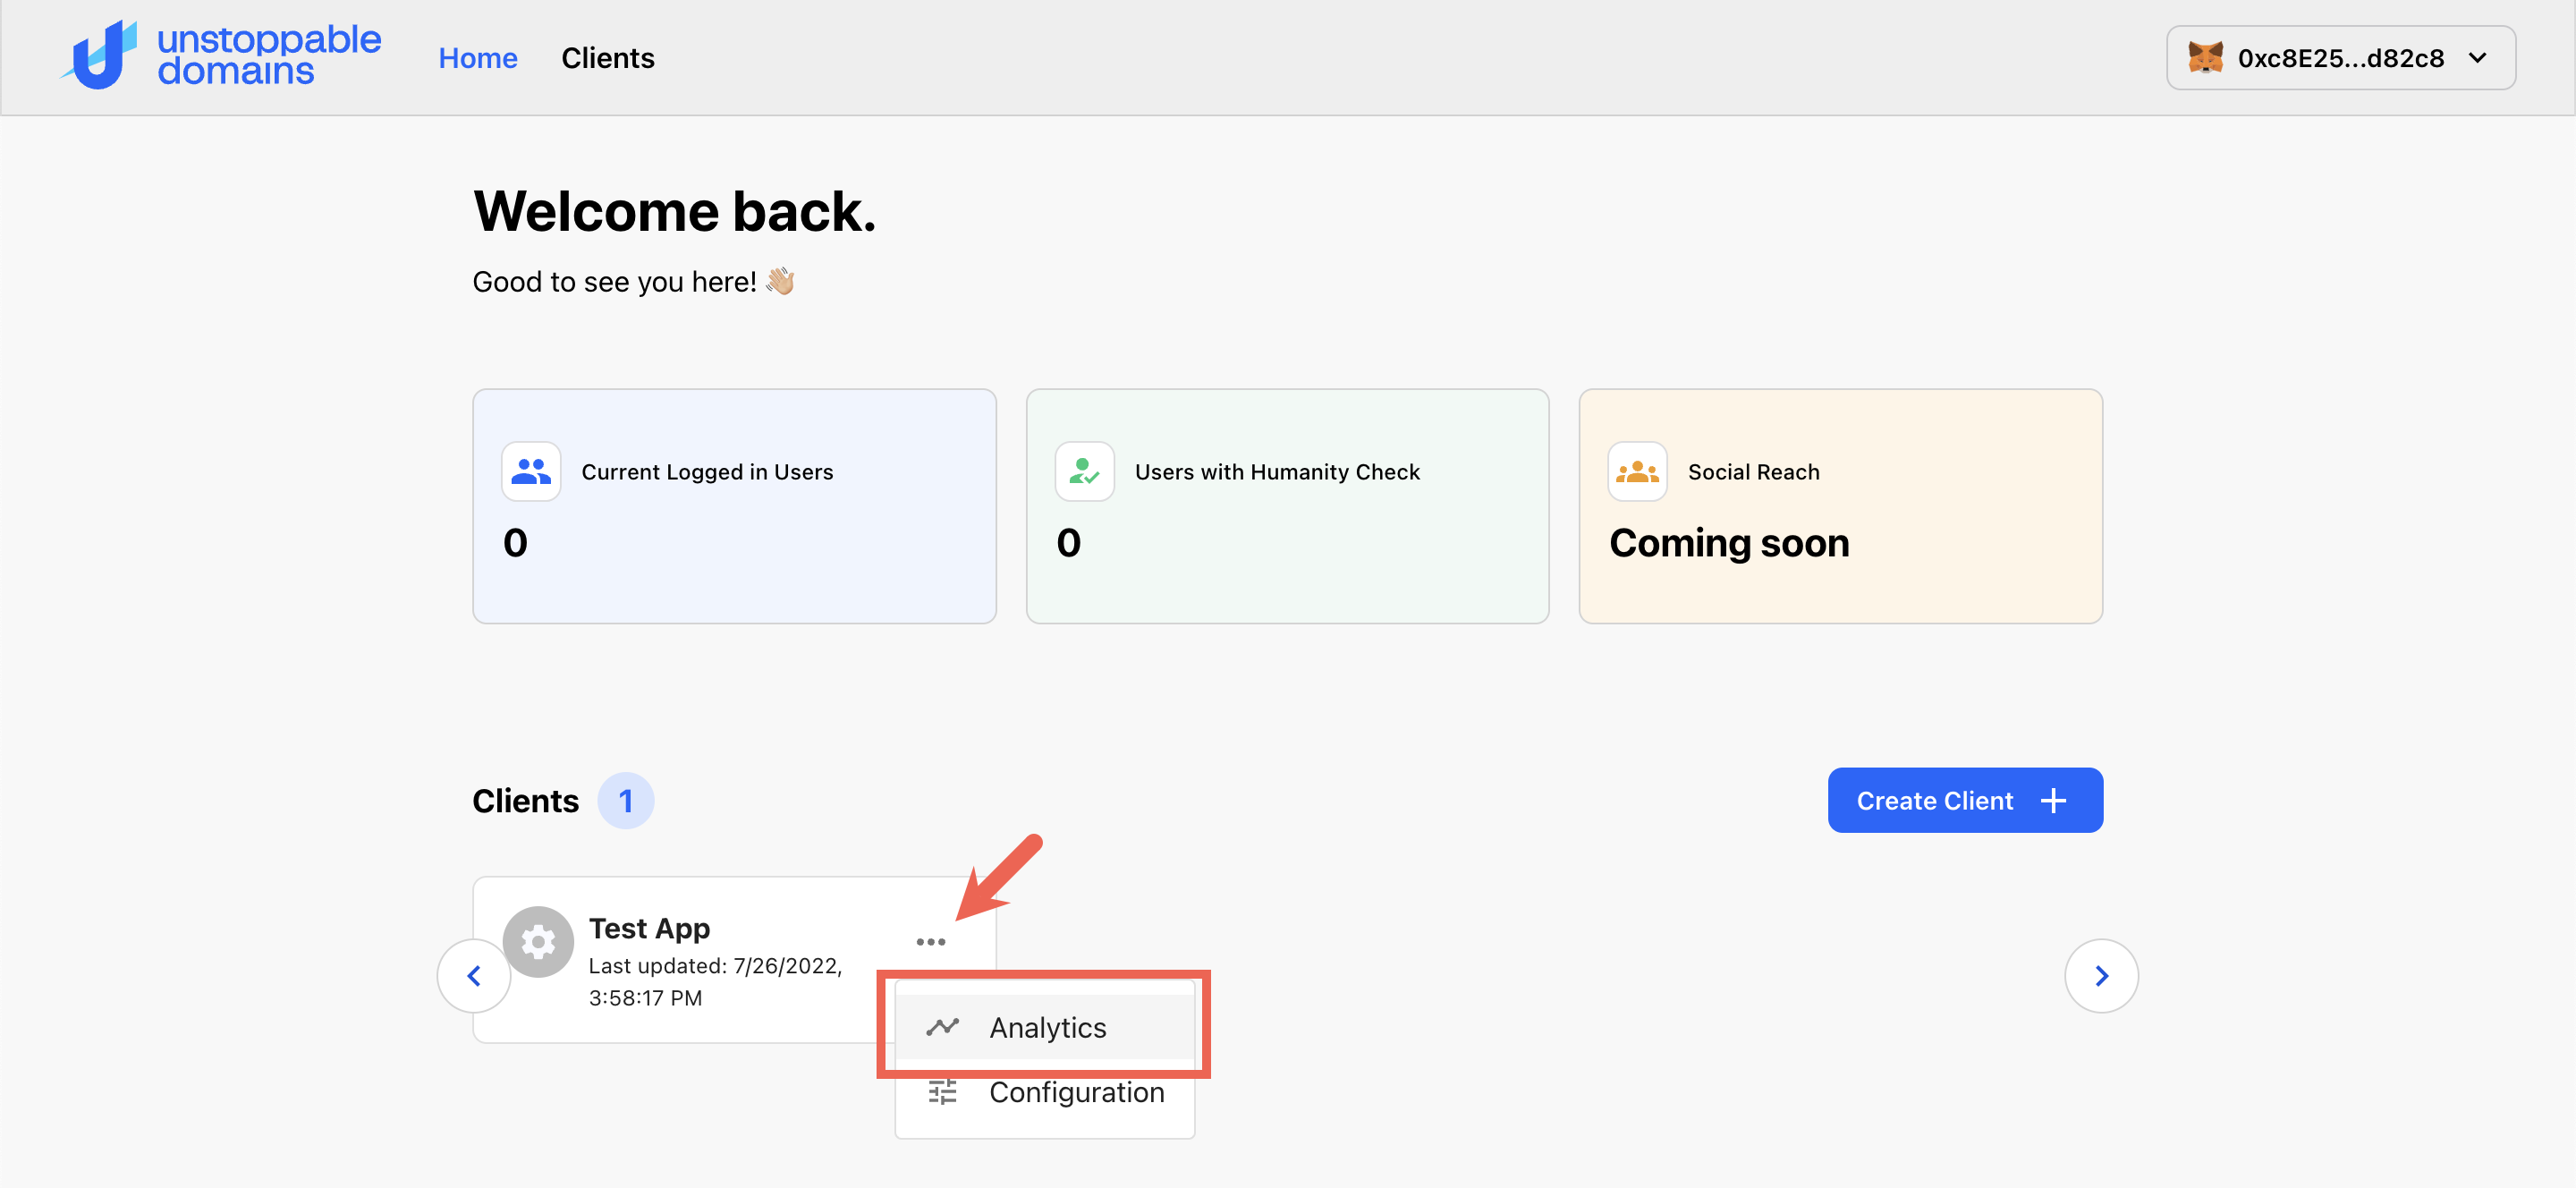 unstoppable
domains
Home
Clients
0xc8E25...d82c8
Welcome back.
Good to see you here! 👋🏼
Current Logged in Users
0
Users with Humanity Check
0
Social Reach
Coming soon
Clients 1
Create Client
Test App
Last updated: 7/26/2022,
3:58:17 PM
Analytics
Configuration